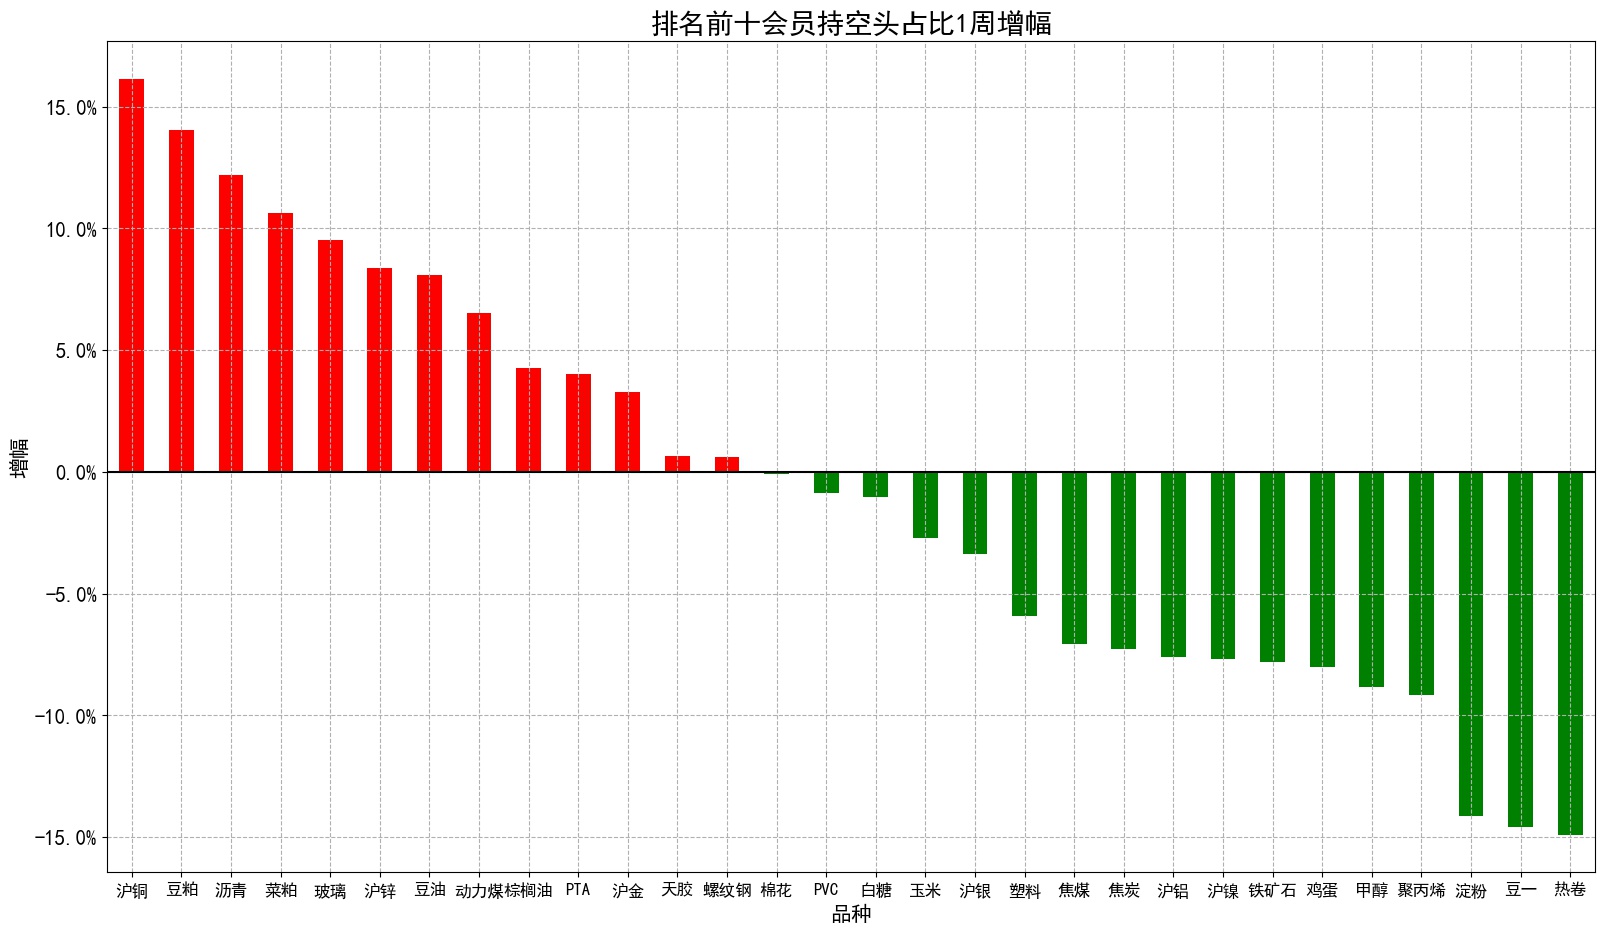 排名前十会员持空头占比1周增幅
增幅
15.0%
10.0%
5.0%
0.0%
−5.0%
−10.0%
−15.0%
沪铜 豆粕 沥青 菜粕 玻璃 沪锌 豆油 动力煤 棕榈油 PTA 沪金 天胶 螺纹钢 棉花 PVC 白糖 玉米 沪银 塑料 焦煤 焦炭 沪铝 沪镍 铁矿石 鸡蛋 甲醇 聚丙烯 淀粉 豆一 热卷
品种